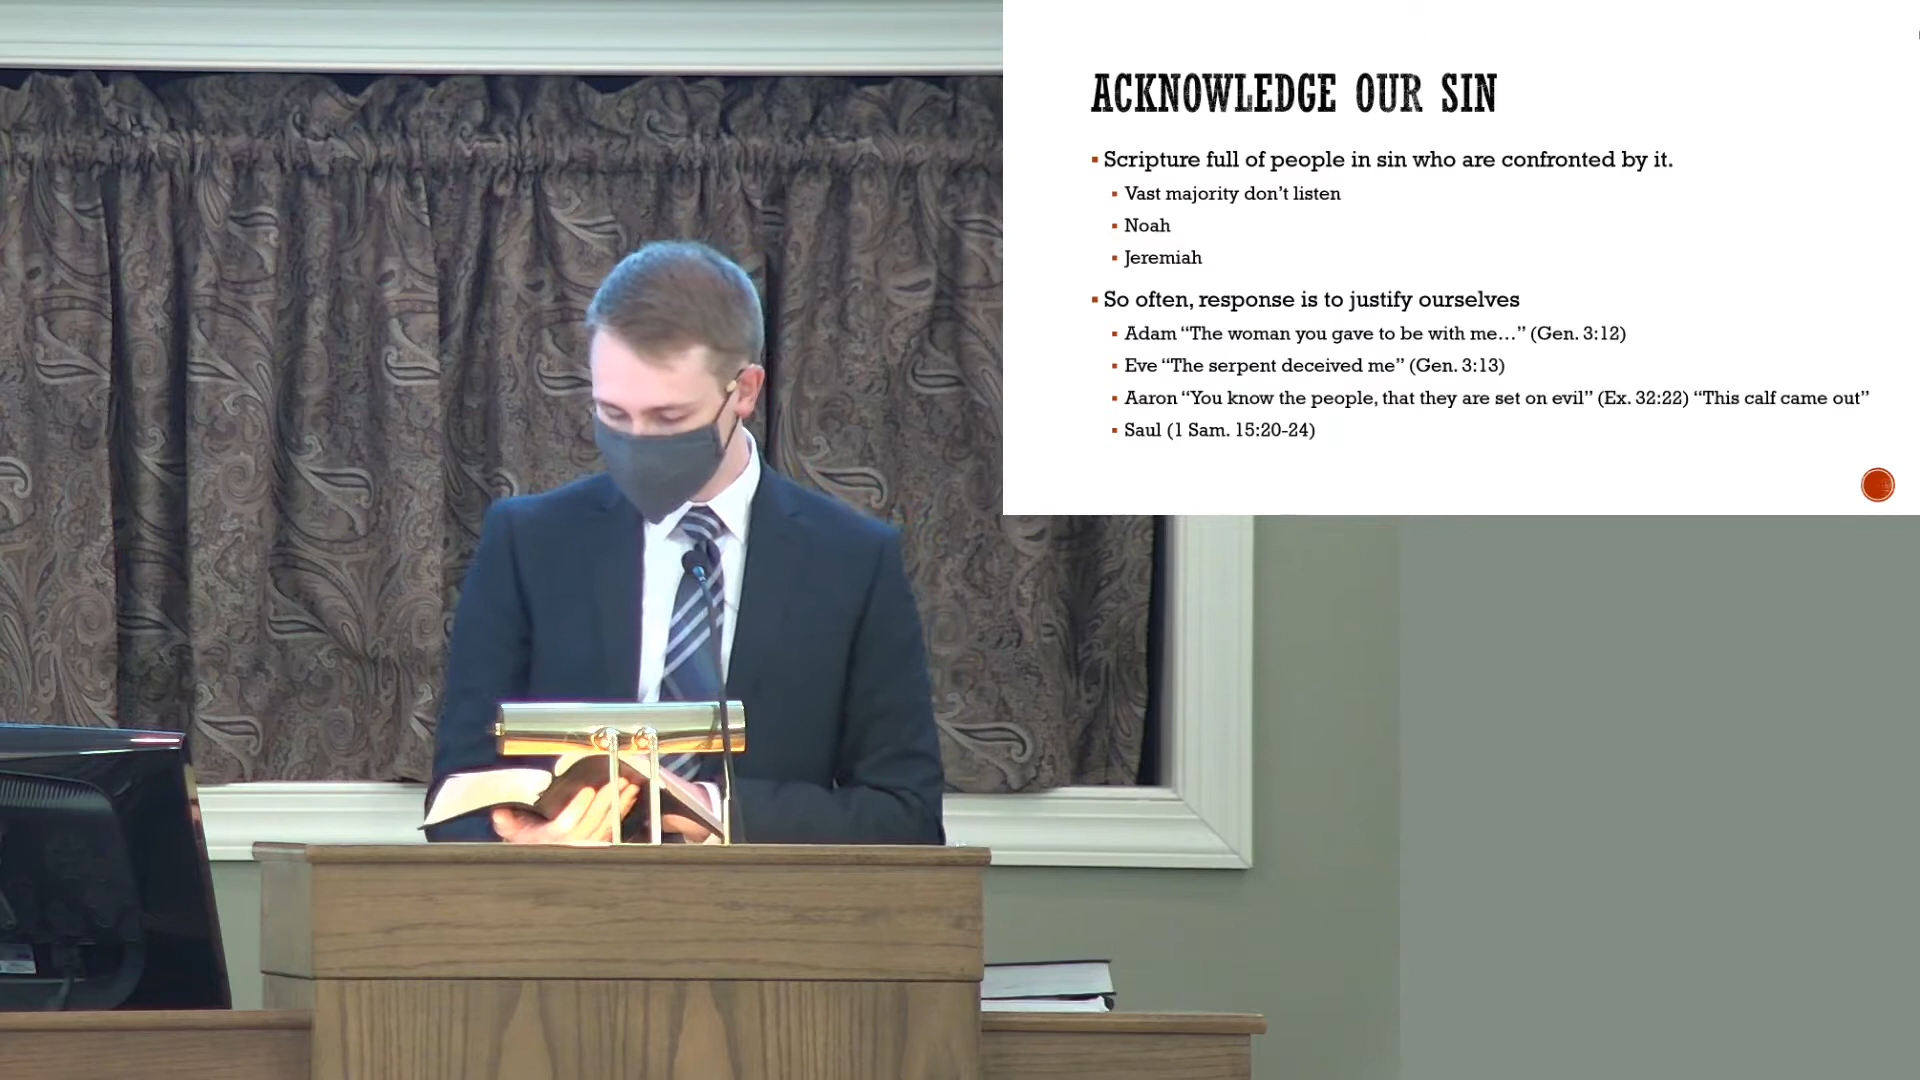 ACKNOWLEDGE OUR SIN
Scripture full of people in sin who are confronted by it.
Vast majority don't listen
Noah
Jeremiah
So often, response is to justify ourselves
Adam “The woman you gave to be with me…” (Gen. 3:12)
Eve “The serpent deceived me” (Gen. 3:13)
Aaron “You know the people, that they are set on evil” (Ex. 32:22) “This calf came out”
Saul (1 Sam. 15:20-24)